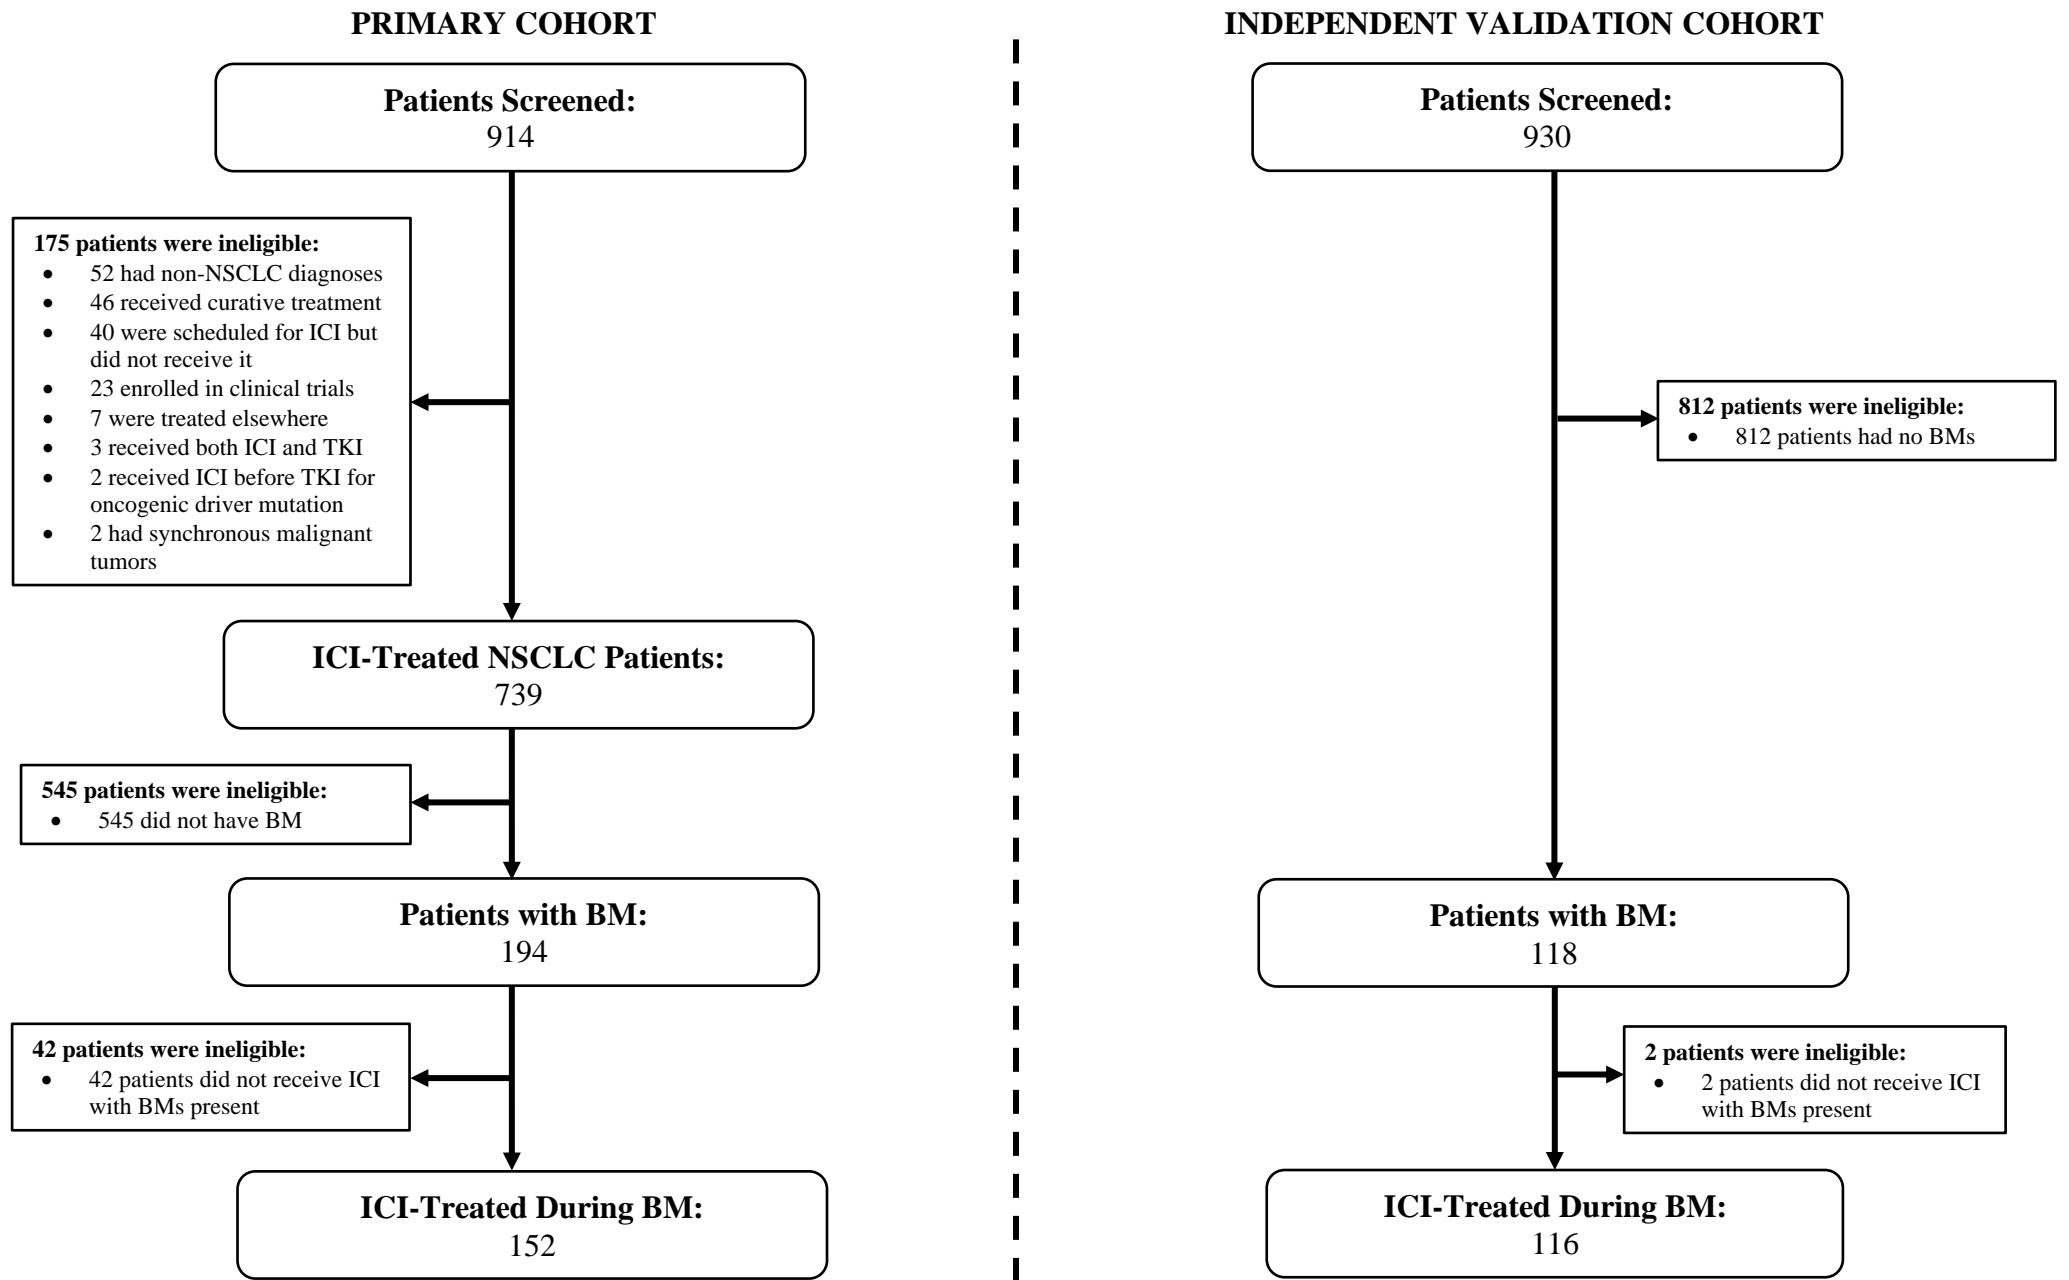 PRIMARY COHORT
Patients Screened:
914
175 patients were ineligible:
• 52 had non-NSCLC diagnoses
• 46 received curative treatment
• 40 were scheduled for ICI but
did not receive it
• 23 enrolled in clinical trials
• 7 were treated elsewhere
• 3 received both ICI and TKI
• 2 received ICI before TKI for
oncogenic driver mutation
• 2 had synchronous malignant
tumors
ICI-Treated NSCLC Patients:
739
545 patients were ineligible:
• 545 did not have BM
Patients with BM:
194
42 patients were ineligible:
• 42 patients did not receive ICI
with BMs present
ICI-Treated During BM:
152
INDEPENDENT VALIDATION COHORT
Patients Screened:
930
812 patients were ineligible:
• 812 patients had no BMs
Patients with BM:
118
2 patients were ineligible:
• 2 patients did not receive ICI
with BMs present
ICI-Treated During BM:
116